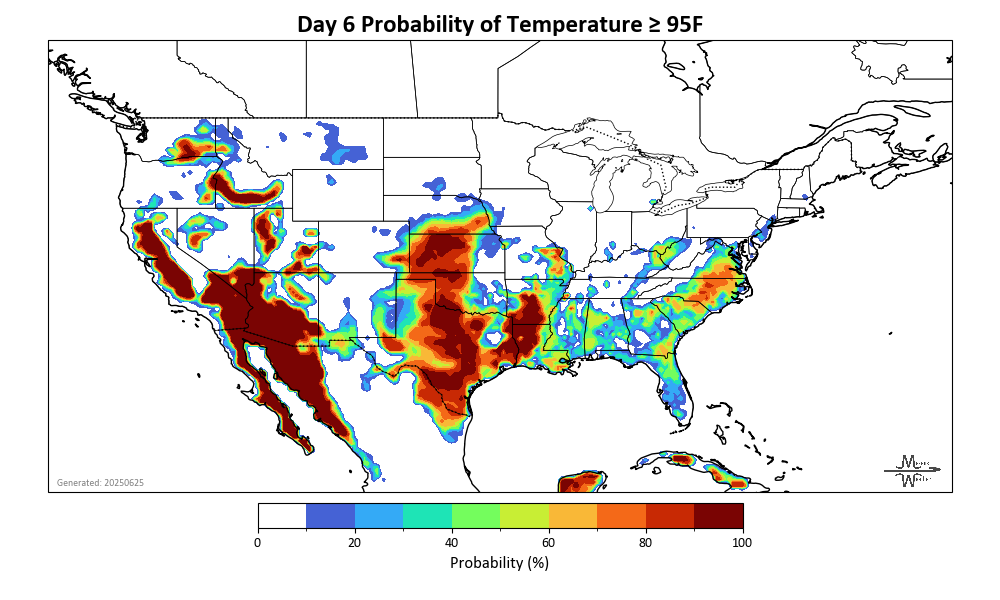 Day 6 Probability of Temperature ≥ 95F
Generated: 20250625
0 20 40 60 80 100
Probability (%)